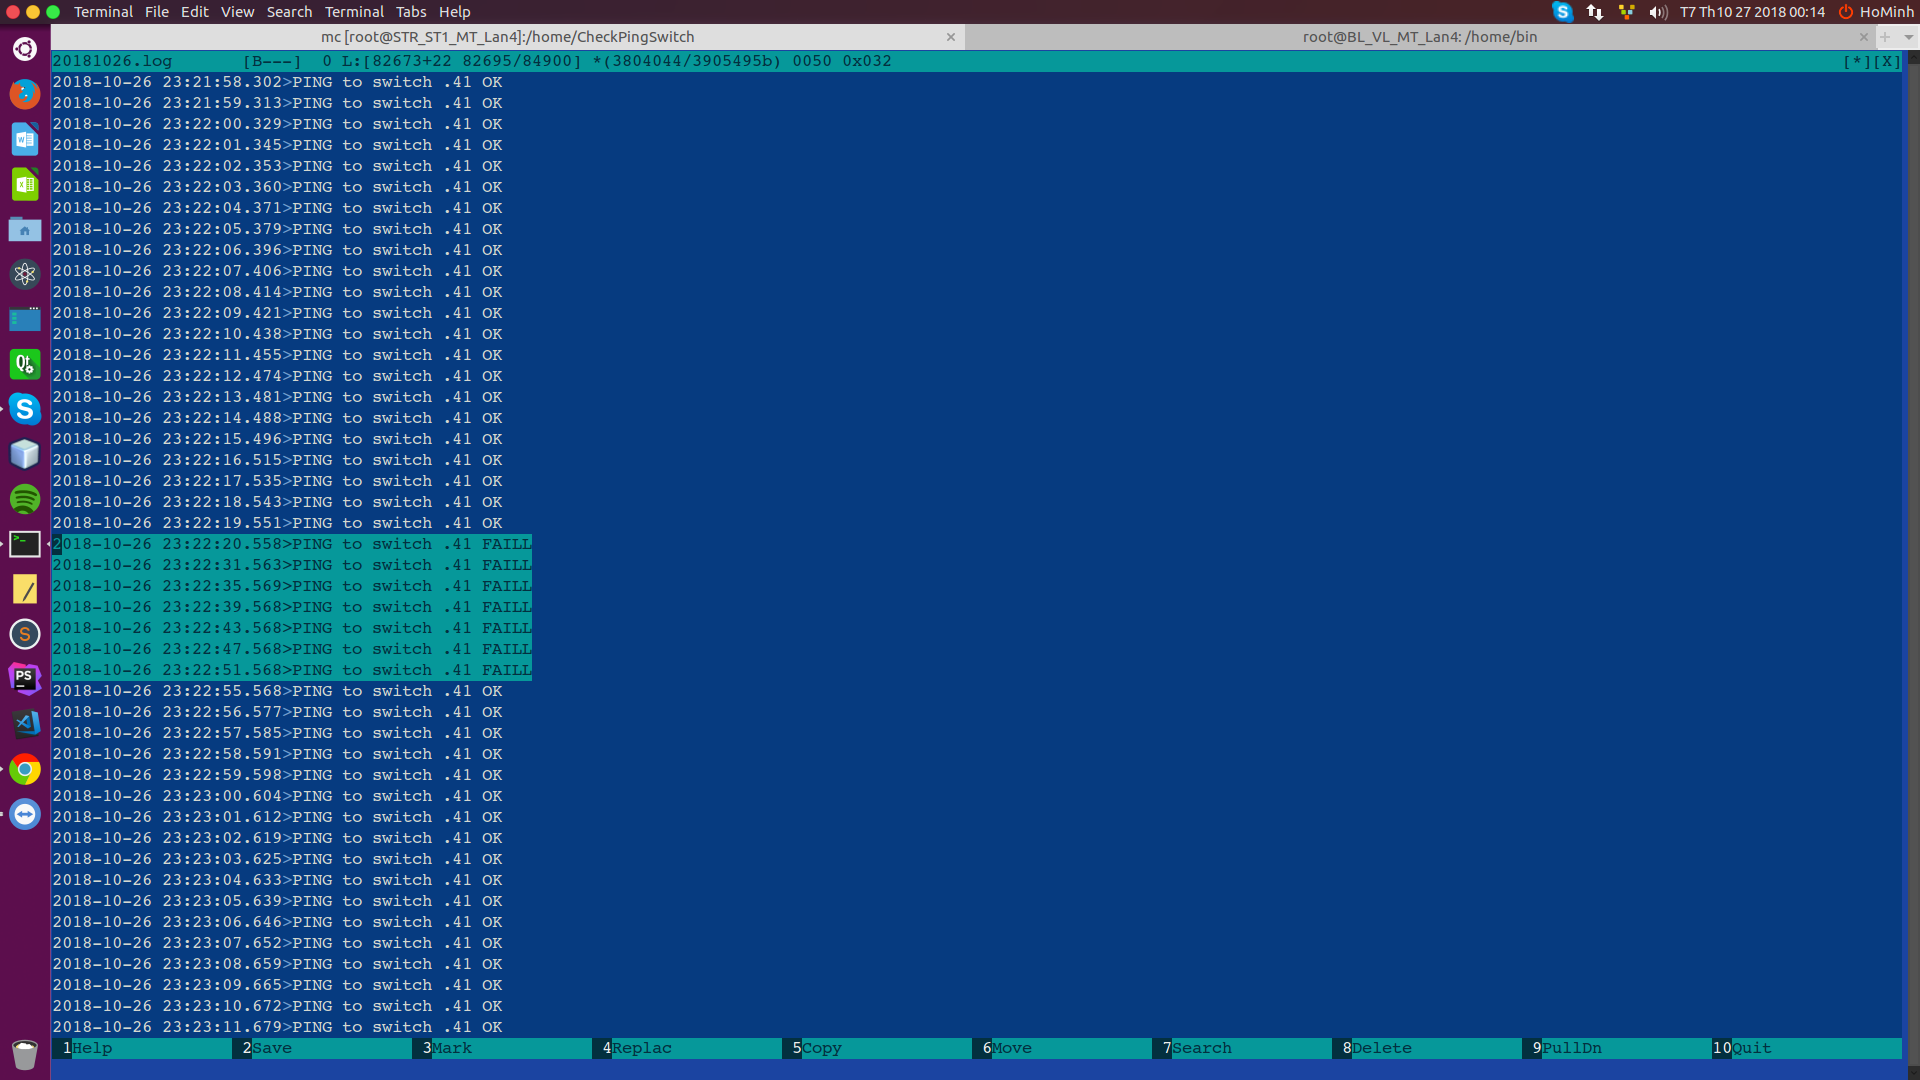 Terminal File Edit View Search Terminal Tabs Help S T7 Th10 27 2018 00:14 HoMinh
mc [root@STR_ST1_MT_Lan4]:/home/CheckPingSwitch × root@BL_VL_MT_Lan4: /home/bin × +
20181026.log [B---] 0 L:[82673+22 82695/84900] *(3804044/3905495b) 0050 0x032 [*][X]
2018-10-26 23:21:58.302>PING to switch .41 OK
2018-10-26 23:21:59.313>PING to switch .41 OK
2018-10-26 23:22:00.329>PING to switch .41 OK
2018-10-26 23:22:01.345>PING to switch .41 OK
2018-10-26 23:22:02.353>PING to switch .41 OK
2018-10-26 23:22:03.360>PING to switch .41 OK
2018-10-26 23:22:04.371>PING to switch .41 OK
2018-10-26 23:22:05.379>PING to switch .41 OK
2018-10-26 23:22:06.396>PING to switch .41 OK
2018-10-26 23:22:07.406>PING to switch .41 OK
2018-10-26 23:22:08.414>PING to switch .41 OK
2018-10-26 23:22:09.421>PING to switch .41 OK
2018-10-26 23:22:10.438>PING to switch .41 OK
2018-10-26 23:22:11.455>PING to switch .41 OK
2018-10-26 23:22:12.474>PING to switch .41 OK
2018-10-26 23:22:13.481>PING to switch .41 OK
2018-10-26 23:22:14.488>PING to switch .41 OK
2018-10-26 23:22:15.496>PING to switch .41 OK
2018-10-26 23:22:16.515>PING to switch .41 OK
2018-10-26 23:22:17.535>PING to switch .41 OK
2018-10-26 23:22:18.543>PING to switch .41 OK
2018-10-26 23:22:19.551>PING to switch .41 OK
2018-10-26 23:22:20.558>PING to switch .41 FAILL
2018-10-26 23:22:31.563>PING to switch .41 FAILL
2018-10-26 23:22:35.569>PING to switch .41 FAILL
2018-10-26 23:22:39.568>PING to switch .41 FAILL
2018-10-26 23:22:43.568>PING to switch .41 FAILL
2018-10-26 23:22:47.568>PING to switch .41 FAILL
2018-10-26 23:22:51.568>PING to switch .41 FAILL
2018-10-26 23:22:55.568>PING to switch .41 OK
2018-10-26 23:22:56.577>PING to switch .41 OK
2018-10-26 23:22:57.585>PING to switch .41 OK
2018-10-26 23:22:58.591>PING to switch .41 OK
2018-10-26 23:22:59.598>PING to switch .41 OK
2018-10-26 23:23:00.604>PING to switch .41 OK
2018-10-26 23:23:01.612>PING to switch .41 OK
2018-10-26 23:23:02.619>PING to switch .41 OK
2018-10-26 23:23:03.625>PING to switch .41 OK
2018-10-26 23:23:04.633>PING to switch .41 OK
2018-10-26 23:23:05.639>PING to switch .41 OK
2018-10-26 23:23:06.646>PING to switch .41 OK
2018-10-26 23:23:07.652>PING to switch .41 OK
2018-10-26 23:23:08.659>PING to switch .41 OK
2018-10-26 23:23:09.665>PING to switch .41 OK
2018-10-26 23:23:10.672>PING to switch .41 OK
2018-10-26 23:23:11.679>PING to switch .41 OK
1Help 2Save 3Mark 4Replac 5Copy 6Move 7Search 8Delete 9PullDn 10Quit
W
X
Qt
S
>_
S
PS